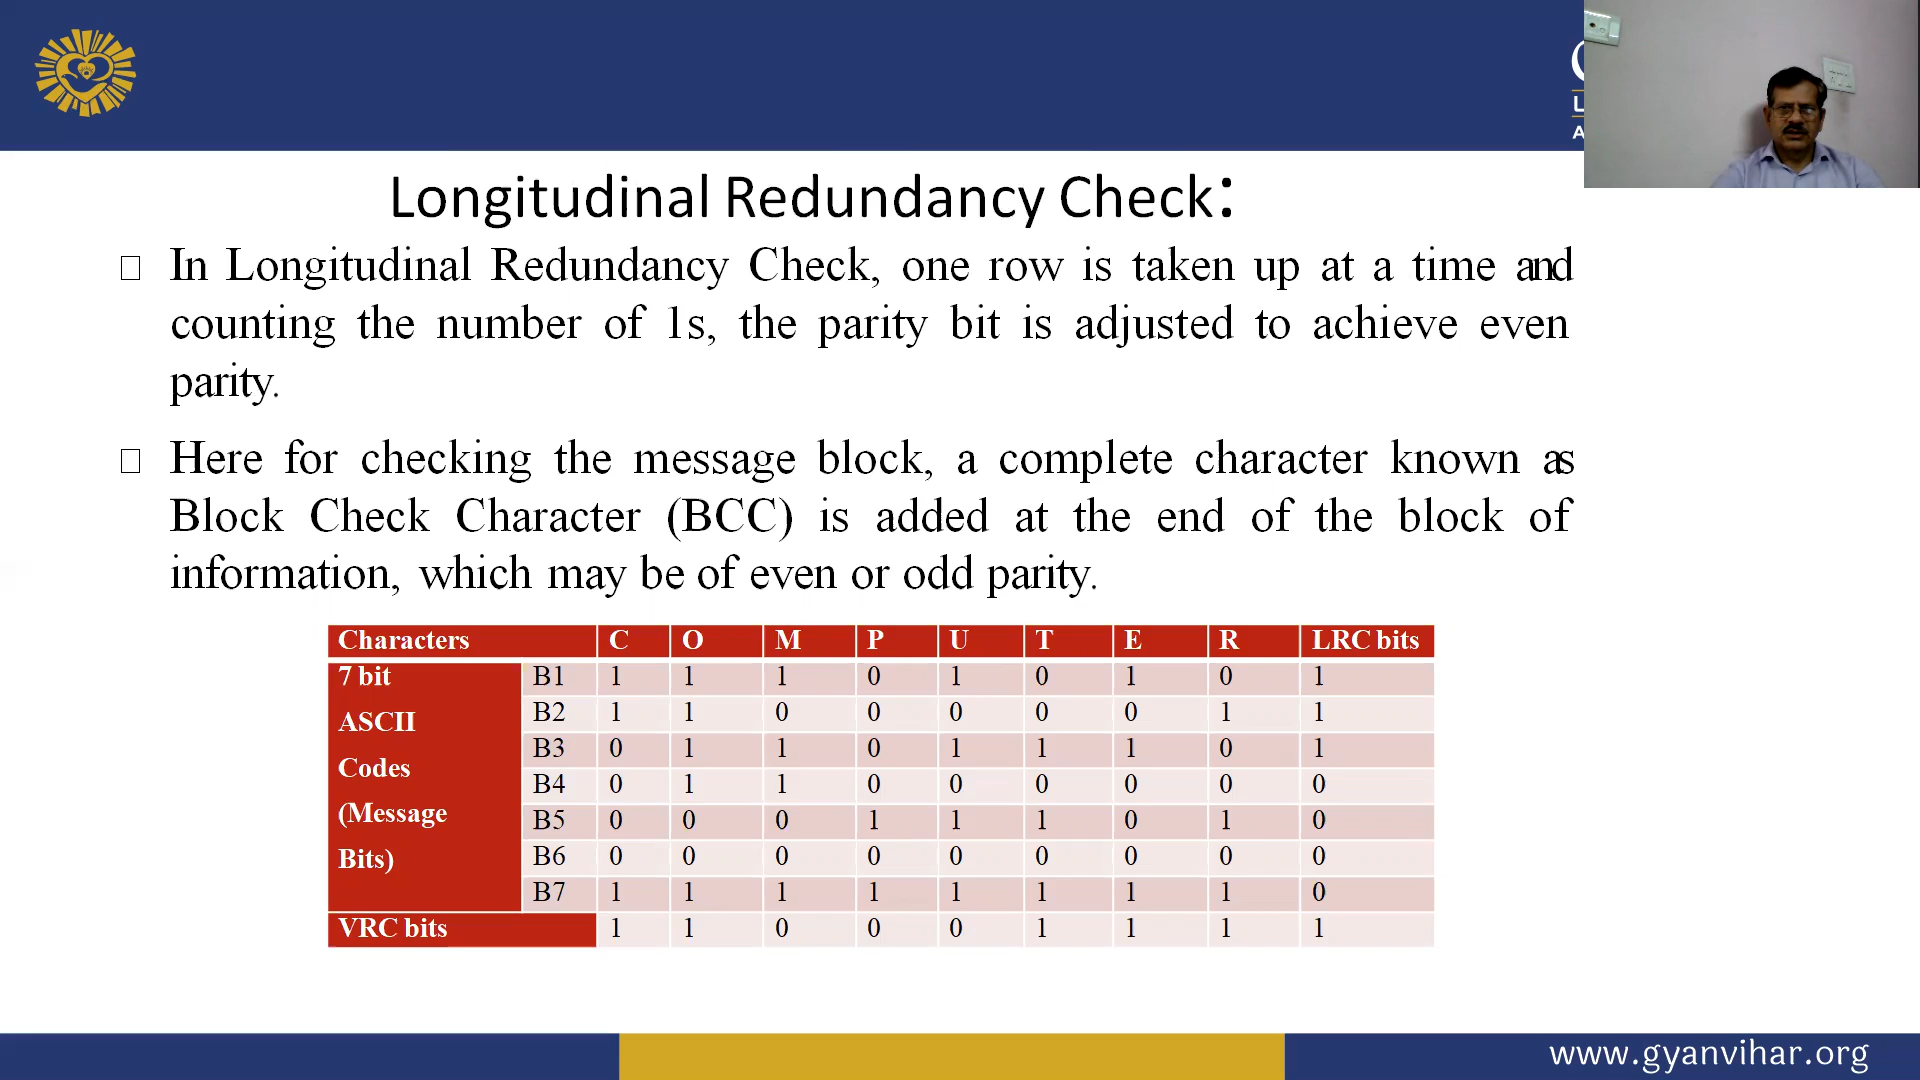 Longitudinal Redundancy Check:
In Longitudinal Redundancy Check, one row is taken up at a time and
counting the number of 1s, the parity bit is adjusted to achieve even
parity.
Here for checking the message block, a complete character known as
Block Check Character (BCC) is added at the end of the block of
information, which may be of even or odd parity.
Characters C O M P U T E R LRC bits
7 bit ASCII Codes (Message Bits)
B1 1 1 1 0 1 0 1 0 1
B2 1 1 0 0 0 0 0 1 1
B3 0 1 1 0 1 1 1 0 1
B4 0 1 1 0 0 0 0 0 0
B5 0 0 0 1 1 1 0 1 0
B6 0 0 0 0 0 0 0 0 0
B7 1 1 1 1 1 1 1 1 0
VRC bits 1 1 0 0 0 1 1 1 1
www.gyanvihar.org